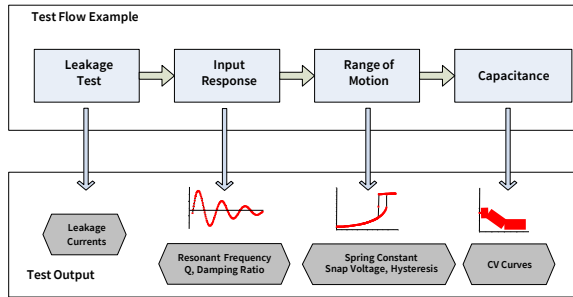 Test Flow Example
Leakage
Test
Input
Response
Range of
Motion
Capacitance
Leakage
Currents
Resonant Frequency
Q, Damping Ratio
Spring Constant
Snap Voltage, Hysteresis
CV Curves
Test Output